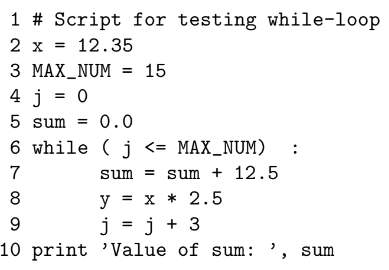 1 # Script for testing while-loop
2 x = 12.35
3 MAX_NUM = 15
4 j = 0
5 sum = 0.0
6 while ( j <= MAX_NUM)  :
7       sum = sum + 12.5
8       y = x * 2.5
9       j = j + 3
10 print 'Value of sum: ', sum